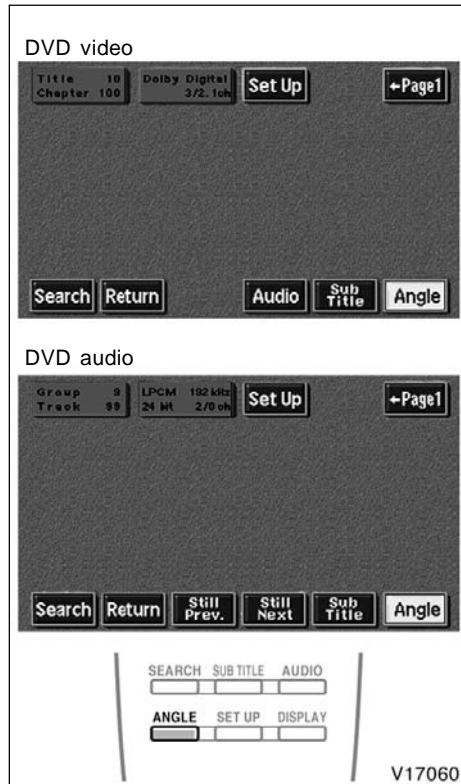 DVD video
Title 10
Chapter 100
Dolby Digital
3/2.1ch
Set Up
←Page1
Search
Return
Audio
Sub
Title
Angle
DVD audio
Group 9
Track 99
LPCM 192 kHz
24 bit 2/0 ch
Set Up
←Page1
Search
Return
Still
Prev.
Still
Next
Sub
Title
Angle
SEARCH SUB TITLE AUDIO
ANGLE SET UP DISPLAY
V17060